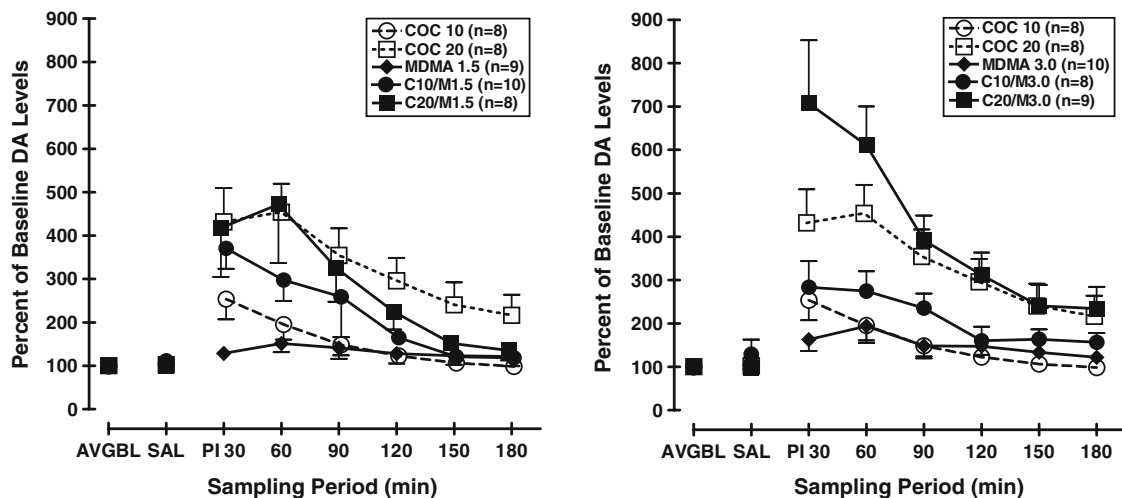 Percent of Baseline DA Levels
900
800
700
600
500
400
300
200
100
0
COC 10 (n=8)
COC 20 (n=8)
MDMA 1.5 (n=9)
C10/M1.5 (n=10)
C20/M1.5 (n=8)
AVGBL SAL PI 30 60 90 120 150 180
Sampling Period (min)
Percent of Baseline DA Levels
900
800
700
600
500
400
300
200
100
0
COC 10 (n=8)
COC 20 (n=8)
MDMA 3.0 (n=10)
C10/M3.0 (n=8)
C20/M3.0 (n=9)
AVGBL SAL PI 30 60 90 120 150 180
Sampling Period (min)